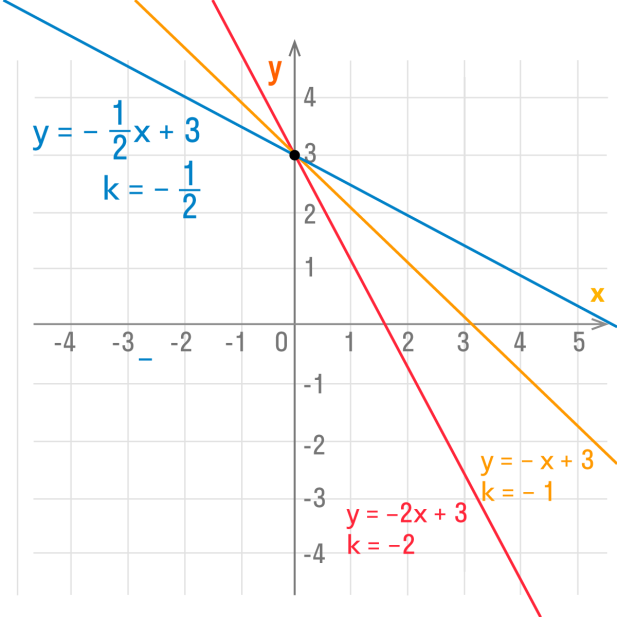 y
4
y = - 1/2 x + 3
3
k = - 1/2
2
1
x
-4 -3 -2 -1 0 1 2 3 4 5
-
-1
-2
y = - x + 3
k = - 1
-3
y = -2x + 3
k = -2
-4